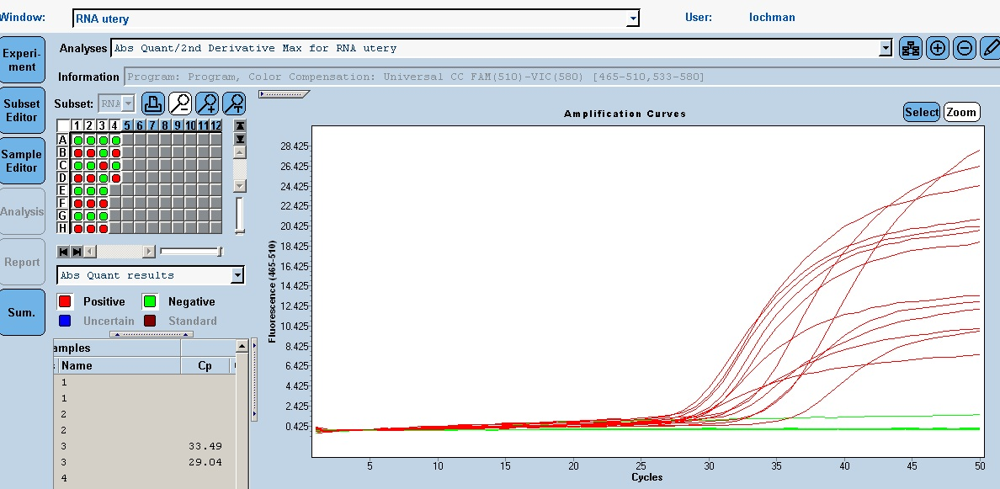 Window: RNA utery User: lochman
Analyses Abs Quant/2nd Derivative Max for RNA utery
Information Program: Program, Color Compensation: Universal CC FAM(510)-VIC(580) [465-510,533-580]
Experi-
ment
Subset
Editor
Sample
Editor
Analysis
Report
Sum.
Subset: RNA
1 2 3 4 5 6 7 8 9 10 11 12
A
B
C
D
E
F
G
H
Abs Quant results
Positive Negative
Uncertain Standard
amples
Name Cp
1
1
2
2
3 33.49
3 29.04
4
Amplification Curves
Select Zoom
Fluorescence (465-510)
28.425
26.425
24.425
22.425
20.425
18.425
16.425
14.425
12.425
10.425
8.425
6.425
4.425
2.425
0.425
5 10 15 20 25 30 35 40 45 50
Cycles